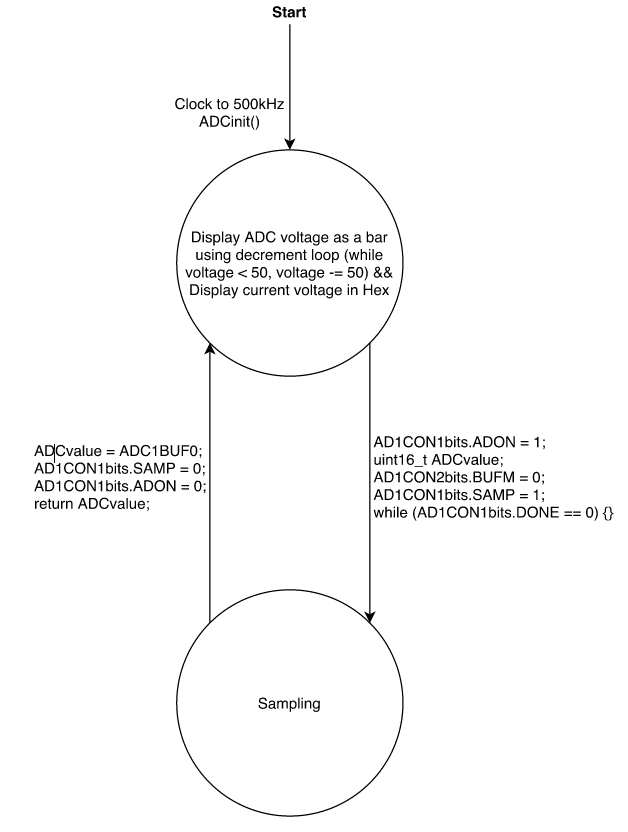 Start
Clock to 500kHz
ADCinit()
Display ADC voltage as a bar
using decrement loop (while
voltage < 50, voltage -= 50) &&
Display current voltage in Hex
ADCvalue = ADC1BUF0;
AD1CON1bits.SAMP = 0;
AD1CON1bits.ADON = 0;
return ADCvalue;
AD1CON1bits.ADON = 1;
uint16_t ADCvalue;
AD1CON2bits.BUFM = 0;
AD1CON1bits.SAMP = 1;
while (AD1CON1bits.DONE == 0) {}
Sampling